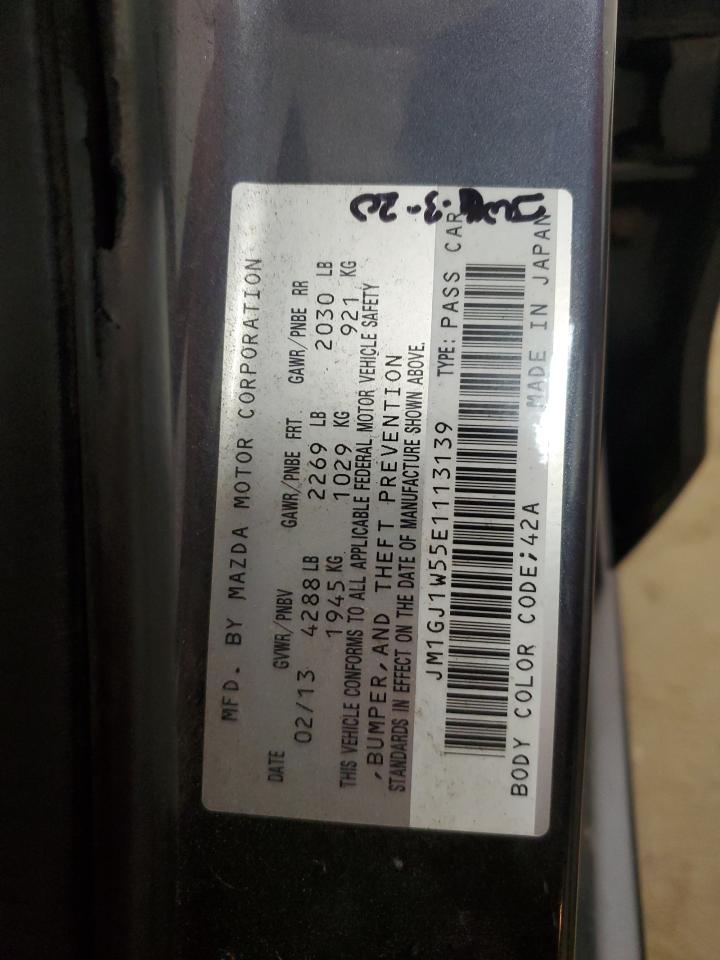 MFD. BY MAZDA MOTOR CORPORATION
DATE GVWR/PNBV GAWR/PNBE FRT GAWR/PNBE RR
02/13 4288 LB 2269 LB 2030 LB
1945 KG 1029 KG 921 KG
THIS VEHICLE CONFORMS TO ALL APPLICABLE FEDERAL MOTOR VEHICLE SAFETY
,BUMPER,AND THEFT PREVENTION
STANDARDS IN EFFECT ON THE DATE OF MANUFACTURE SHOWN ABOVE.
JM1GJ1W55E1113139 TYPE: PASS CAR
BODY COLOR CODE;42A MADE IN JAPAN